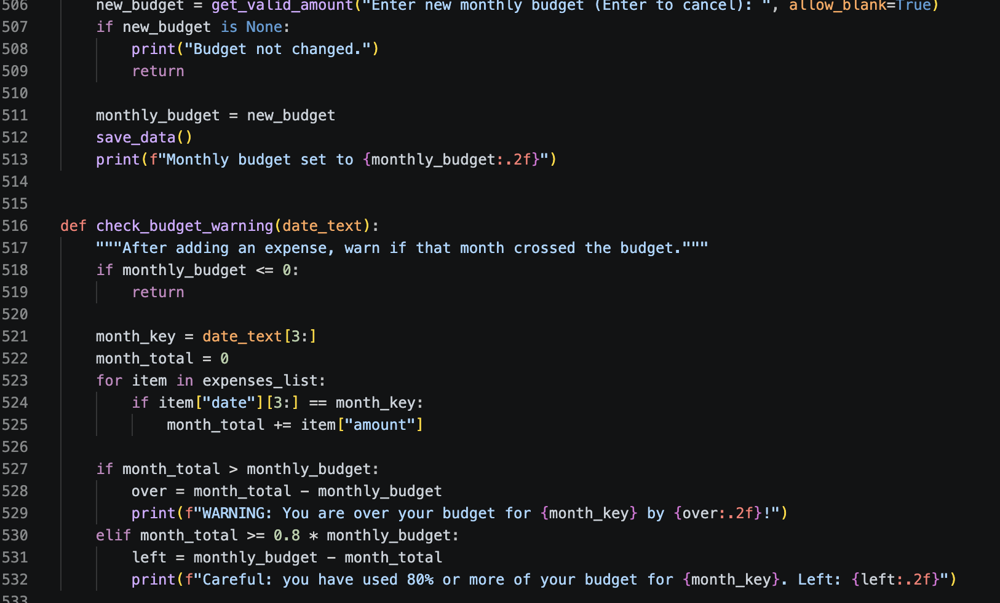 506 new_budget = get_valid_amount("Enter new monthly budget (Enter to cancel): ", allow_blank=True)
507 if new_budget is None:
508 print("Budget not changed.")
509 return
510
511 monthly_budget = new_budget
512 save_data()
513 print(f"Monthly budget set to {monthly_budget:.2f}")
514
515
516 def check_budget_warning(date_text):
517 """After adding an expense, warn if that month crossed the budget."""
518 if monthly_budget <= 0:
519 return
520
521 month_key = date_text[3:]
522 month_total = 0
523 for item in expenses_list:
524 if item["date"][3:] == month_key:
525 month_total += item["amount"]
526
527 if month_total > monthly_budget:
528 over = month_total - monthly_budget
529 print(f"WARNING: You are over your budget for {month_key} by {over:.2f}!")
530 elif month_total >= 0.8 * monthly_budget:
531 left = monthly_budget - month_total
532 print(f"Careful: you have used 80% or more of your budget for {month_key}. Left: {left:.2f}")
533